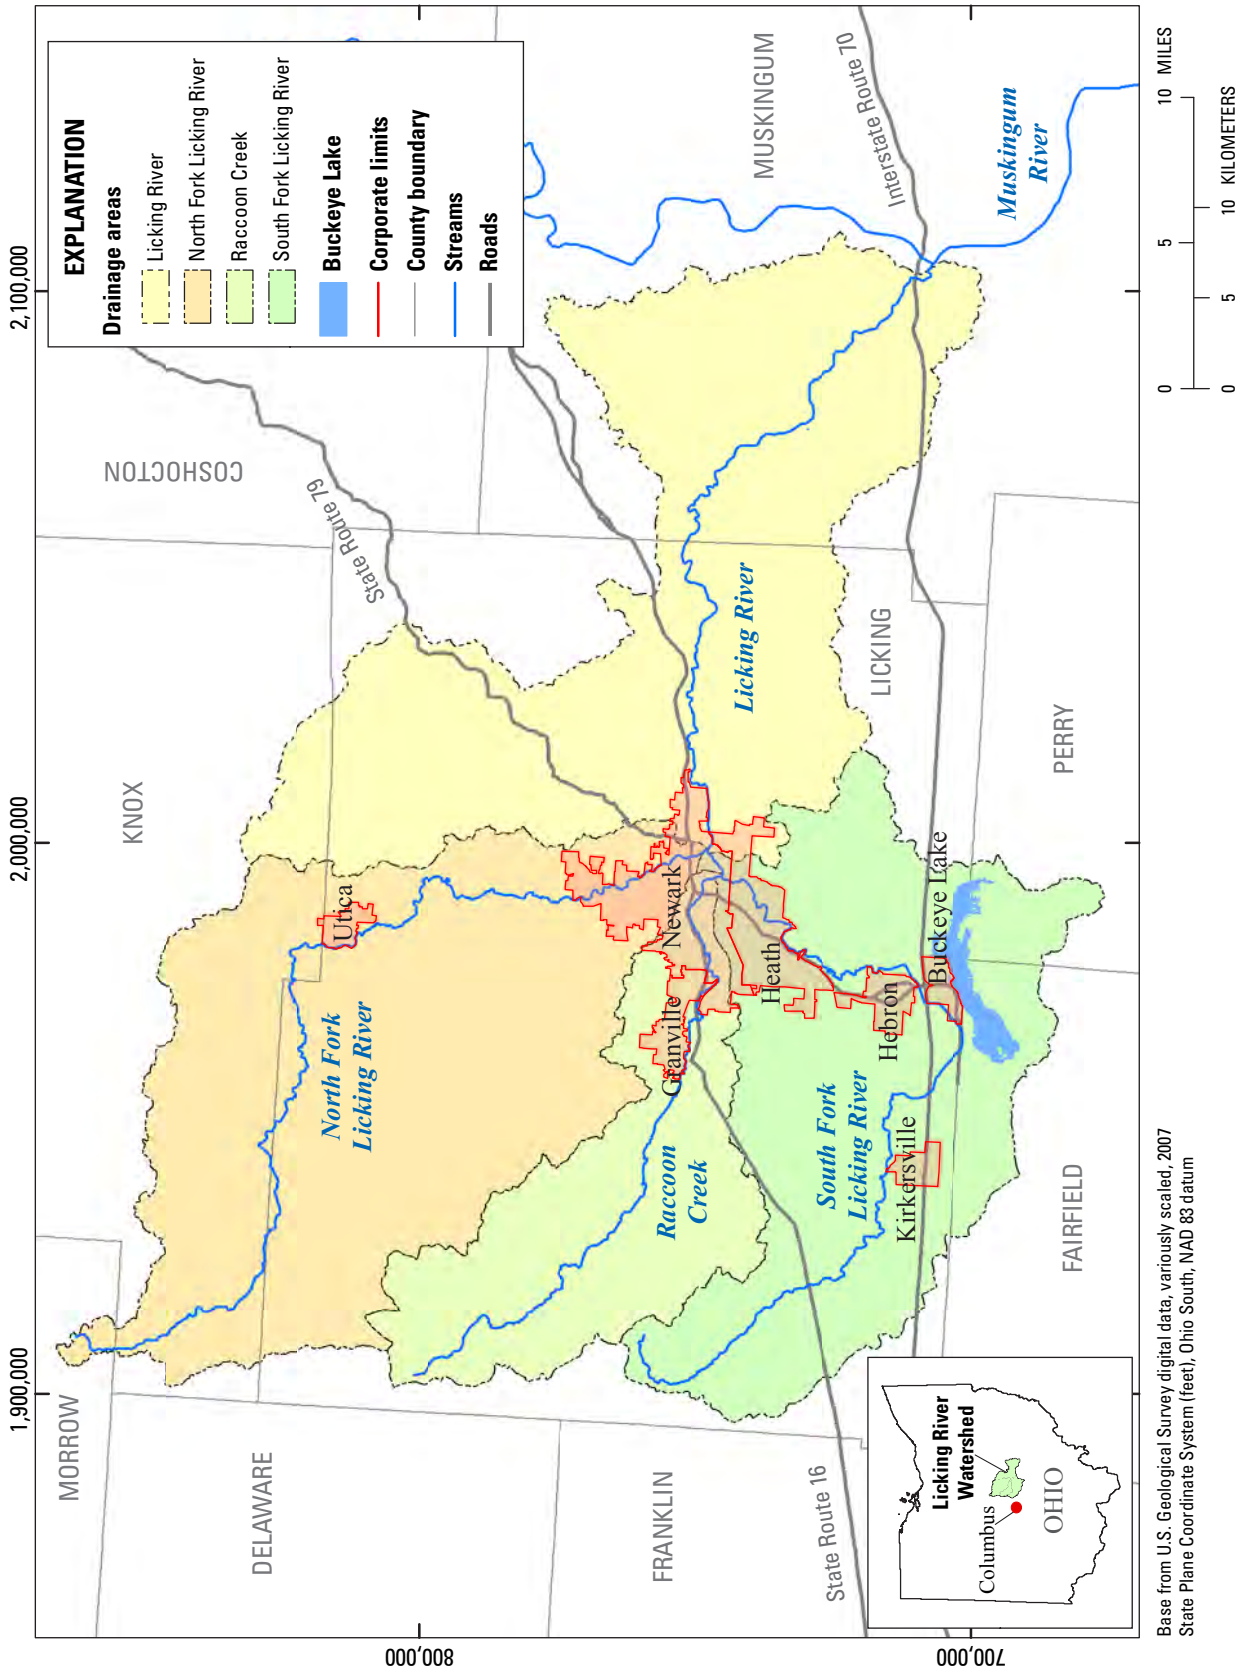 2,100,000
2,000,000
1,900,000
800,000
700,000
EXPLANATION
Drainage areas
Licking River
North Fork Licking River
Raccoon Creek
South Fork Licking River
Buckeye Lake
Corporate limits
County boundary
Streams
Roads
MORROW
KNOX
COSHOCTON
DELAWARE
FRANKLIN
MUSKINGUM
LICKING
PERRY
FAIRFIELD
State Route 79
Interstate Route 70
State Route 16
Utica
North Fork
Licking River
Newark
Granville
Raccoon
Creek
Heath
Licking River
Hebron
Buckeye Lake
South Fork
Licking River
Kirkersville
Muskingum
River
Licking River
Watershed
Columbus
OHIO
0 5 10 MILES
0 5 10 KILOMETERS
Base from U.S. Geological Survey digital data, variously scaled, 2007
State Plane Coordinate System (feet), Ohio South, NAD 83 datum